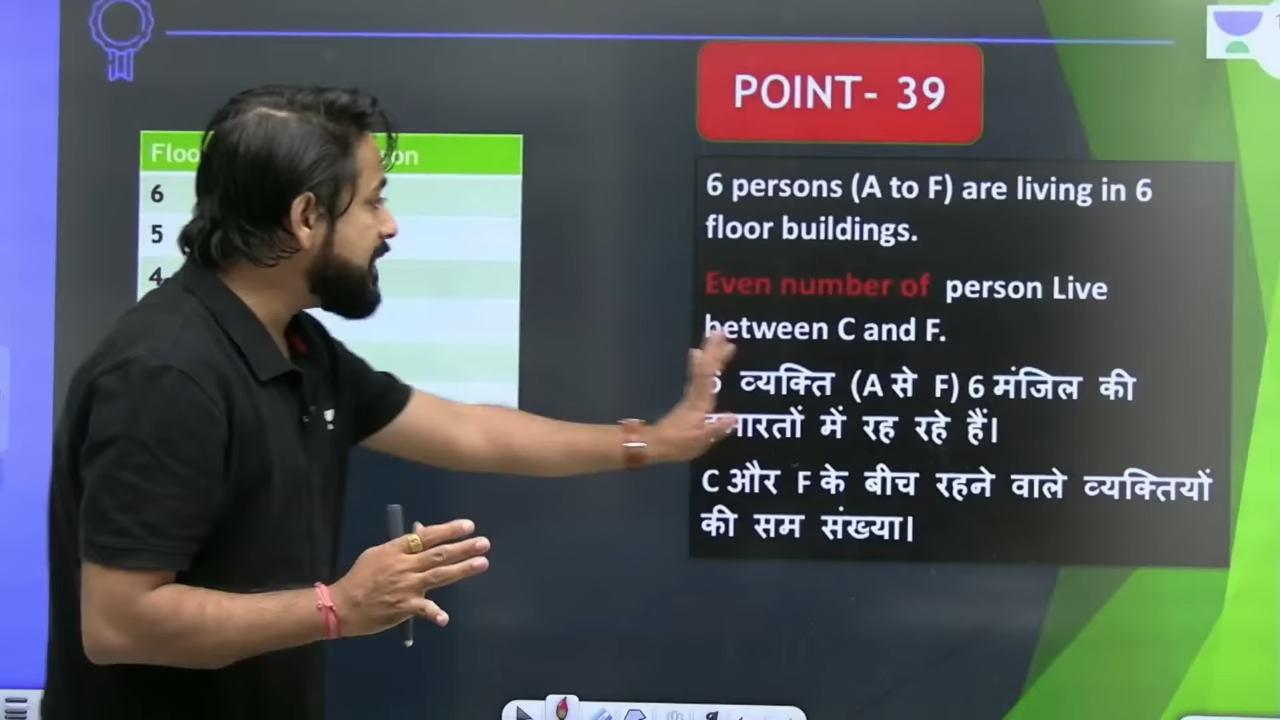 POINT- 39
6
5
4
6 persons (A to F) are living in 6
floor buildings.
Even number of person Live
between C and F.
व्यक्ति (A से F) 6 मंजिल की
में रह रहे हैं।
C और F के बीच रहने वाले व्यक्तियों
की सम संख्या।